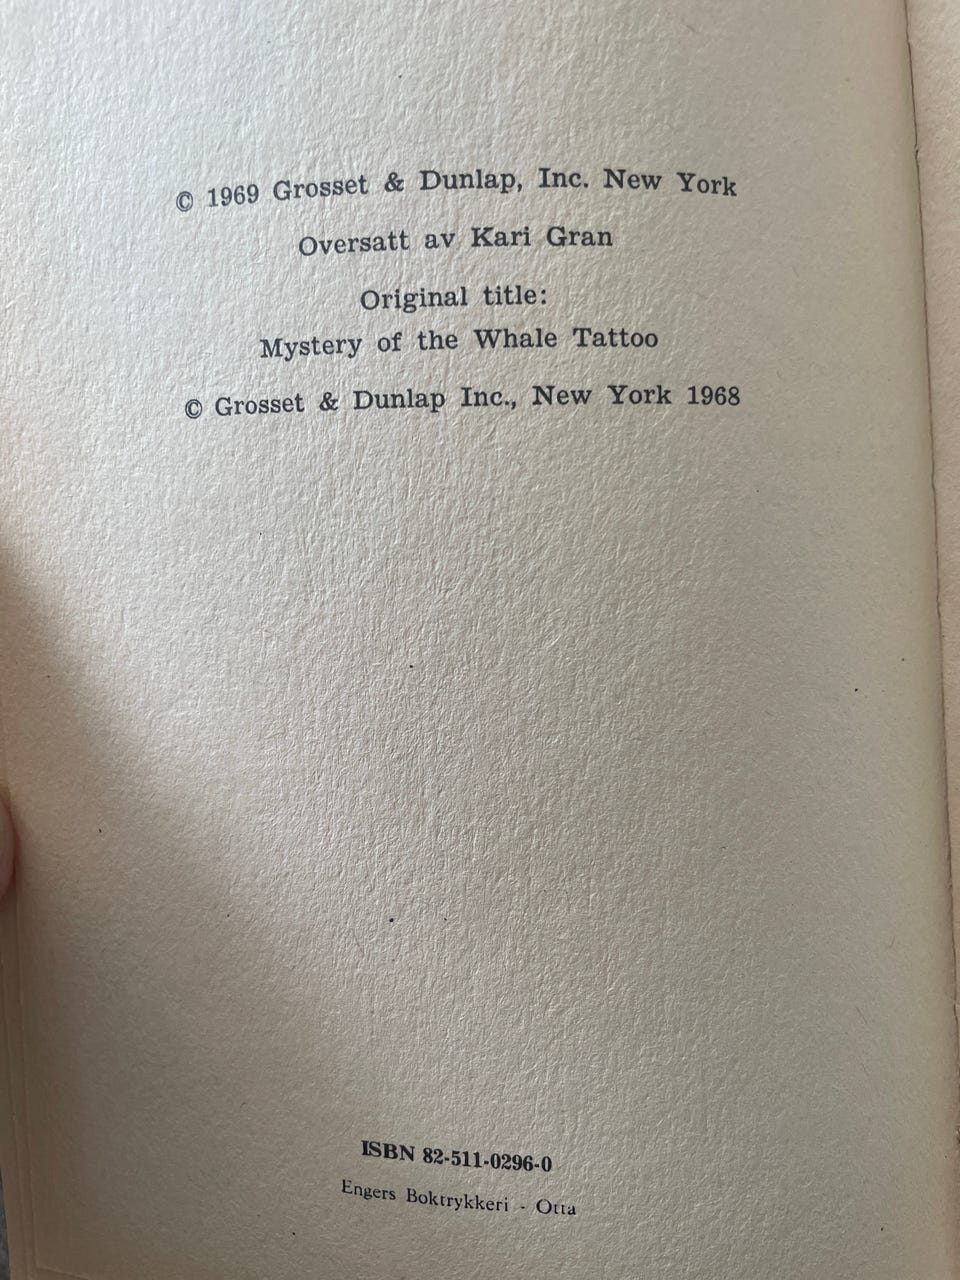 © 1969 Grosset & Dunlap, Inc. New York
Oversatt av Kari Gran
Original title:
Mystery of the Whale Tattoo
© Grosset & Dunlap Inc., New York 1968
ISBN 82-511-0296-0
Engers Boktrykkeri - Otta